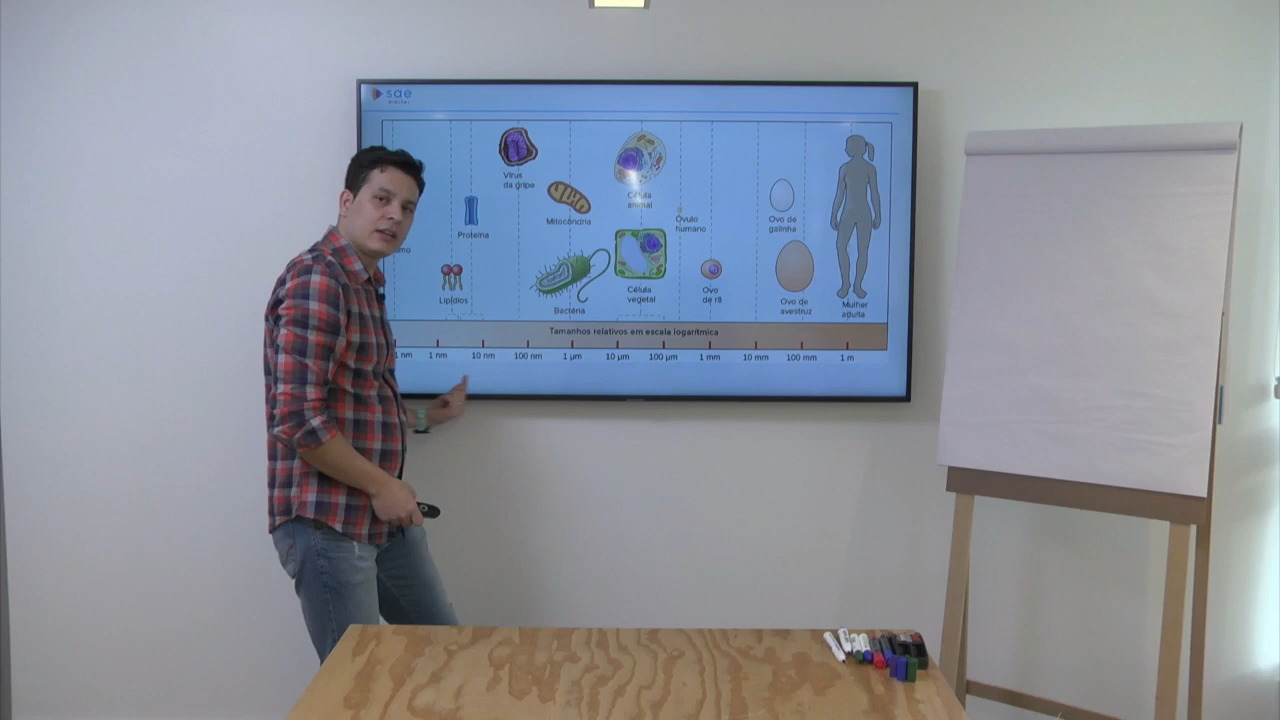 sae
DIGITAL
Vírus
da gripe
Célula
animal
Mitocôndria
Óvulo
humano
Ovo de
galinha
Proteína
Lipídios
Bactéria
Célula
vegetal
Ovo
de rã
Ovo de
avestruz
Mulher
adulta
Tamanhos relativos em escala logarítmica
1 nm 1 nm 10 nm 100 nm 1 µm 10 µm 100 µm 1 mm 10 mm 100 mm 1 m